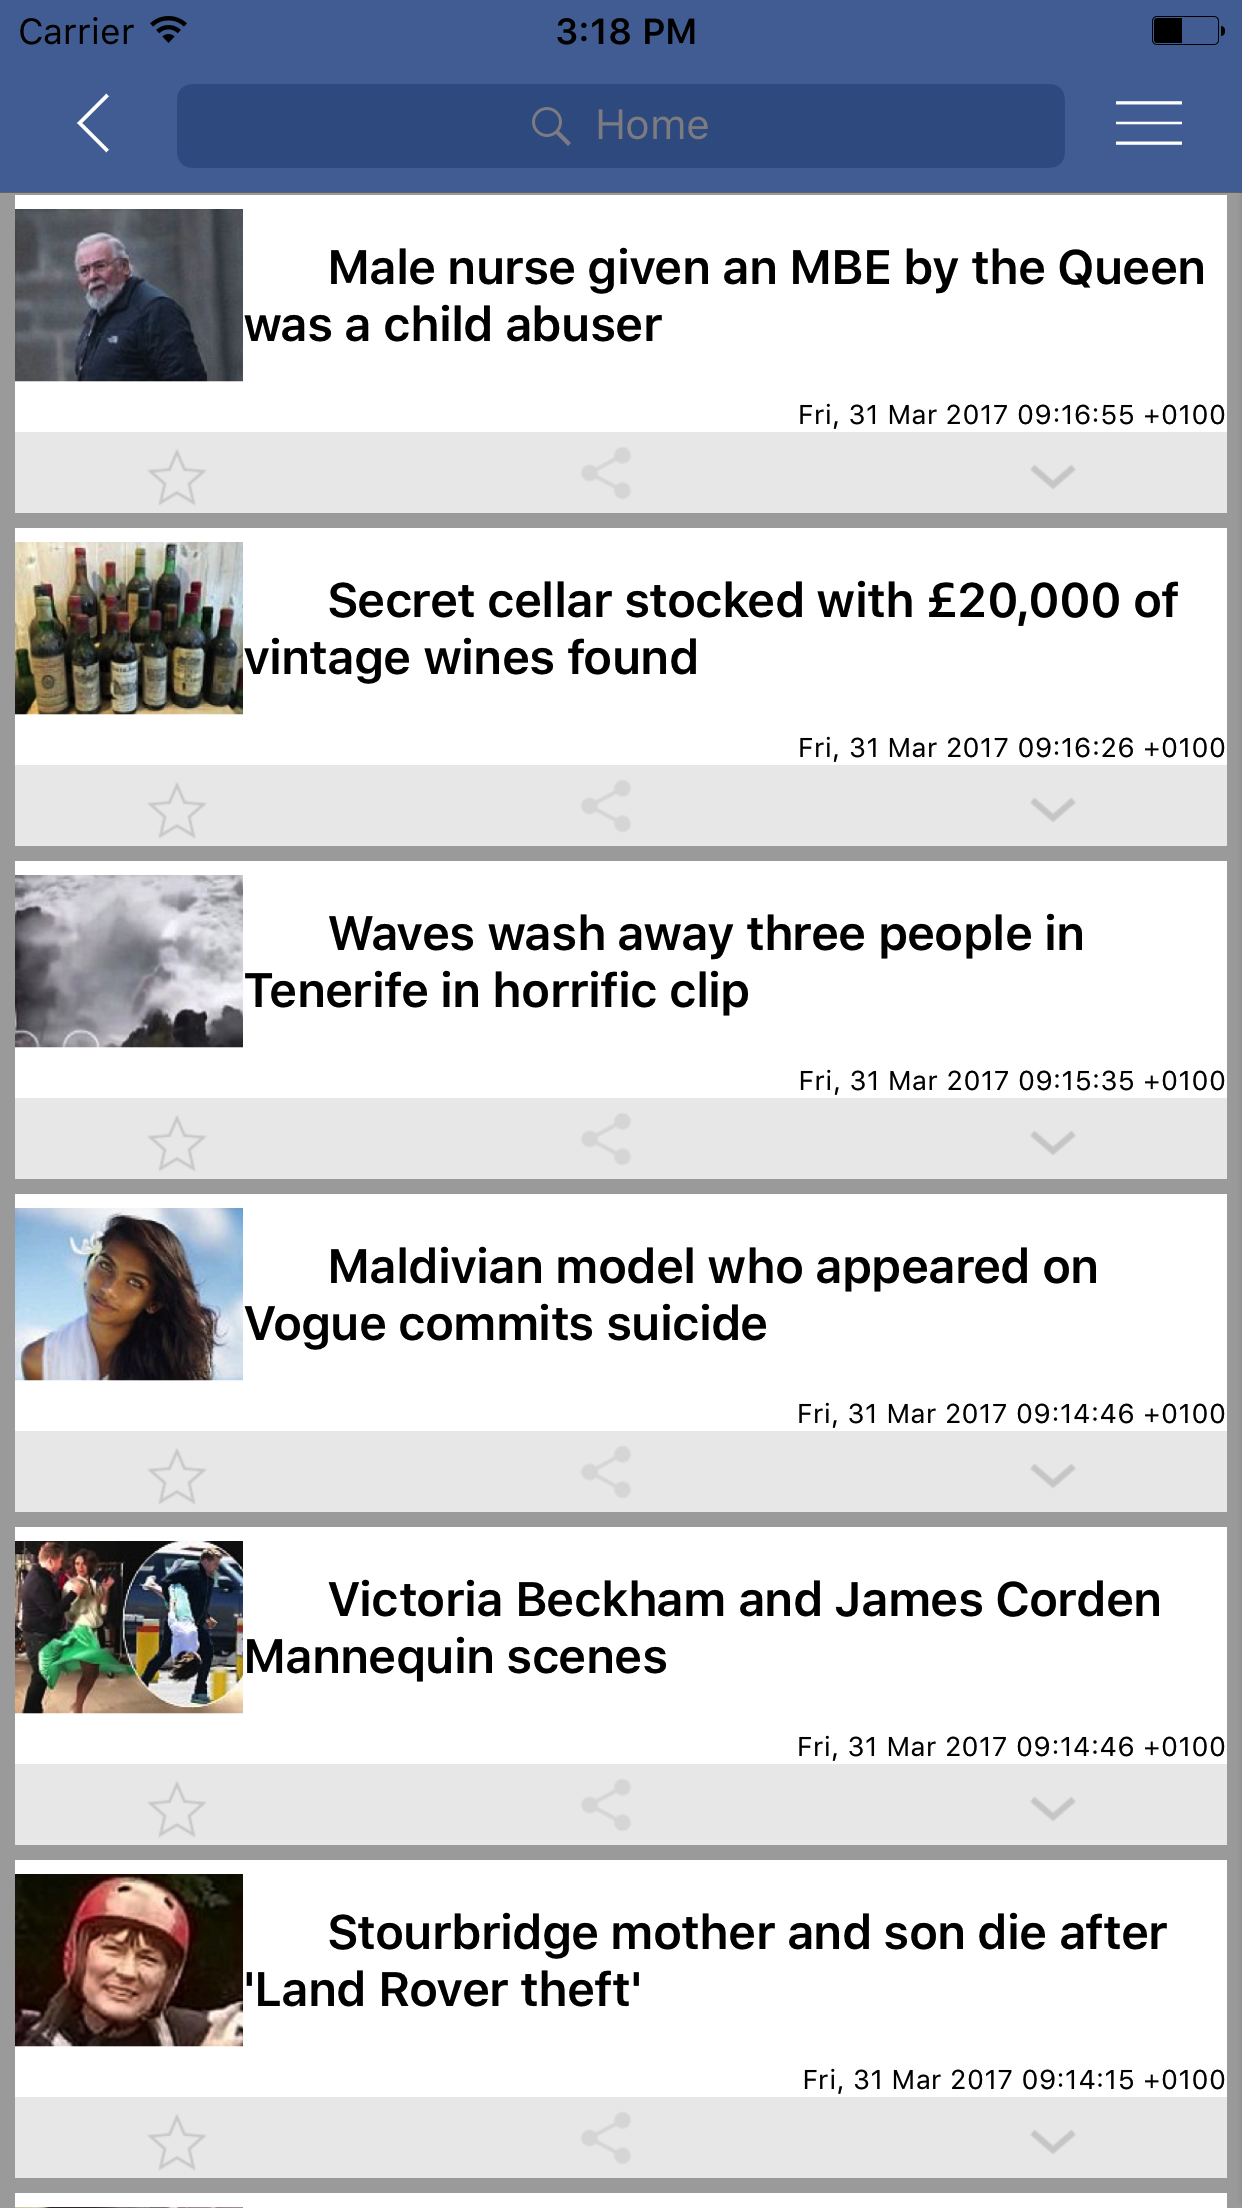 Carrier 3:18 PM
Home
Male nurse given an MBE by the Queen
was a child abuser
Fri, 31 Mar 2017 09:16:55 +0100
Secret cellar stocked with £20,000 of
vintage wines found
Fri, 31 Mar 2017 09:16:26 +0100
Waves wash away three people in
Tenerife in horrific clip
Fri, 31 Mar 2017 09:15:35 +0100
Maldivian model who appeared on
Vogue commits suicide
Fri, 31 Mar 2017 09:14:46 +0100
Victoria Beckham and James Corden
Mannequin scenes
Fri, 31 Mar 2017 09:14:46 +0100
Stourbridge mother and son die after
'Land Rover theft'
Fri, 31 Mar 2017 09:14:15 +0100